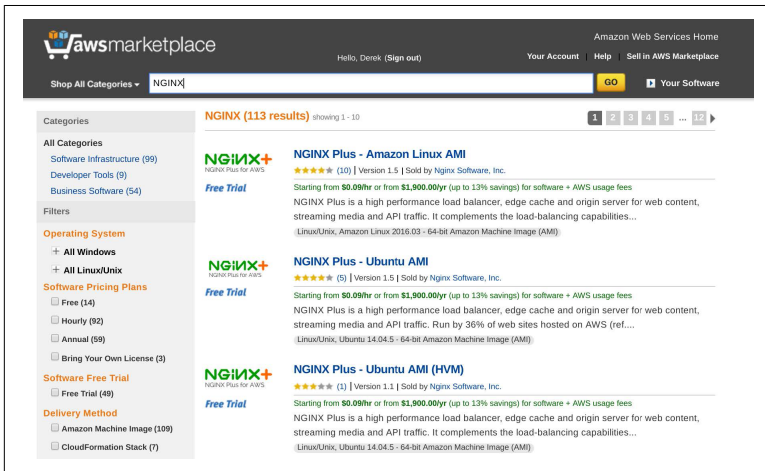 awsmarketplace
Amazon Web Services Home
Hello, Derek (Sign out)
Your Account | Help | Sell in AWS Marketplace
Shop All Categories
NGINX
GO
Your Software
Categories
All Categories
Software Infrastructure (99)
Developer Tools (9)
Business Software (54)
Filters
Operating System
All Windows
All Linux/Unix
Software Pricing Plans
Free (14)
Hourly (92)
Annual (59)
Bring Your Own License (3)
Software Free Trial
Free Trial (49)
Delivery Method
Amazon Machine Image (109)
CloudFormation Stack (7)
NGINX (113 results) showing 1 - 10
1 2 3 4 5 ... 12
NGINX+
NGINX Plus for AWS
Free Trial
NGINX Plus - Amazon Linux AMI
(10) | Version 1.5 | Sold by Nginx Software, Inc.
Starting from $0.09/hr or from $1,900.00/yr (up to 13% savings) for software + AWS usage fees
NGINX Plus is a high performance load balancer, edge cache and origin server for web content,
streaming media and API traffic. It complements the load-balancing capabilities...
Linux/Unix, Amazon Linux 2016.03 - 64-bit Amazon Machine Image (AMI)
NGINX+
NGINX Plus for AWS
Free Trial
NGINX Plus - Ubuntu AMI
(5) | Version 1.5 | Sold by Nginx Software, Inc.
Starting from $0.09/hr or from $1,900.00/yr (up to 13% savings) for software + AWS usage fees
NGINX Plus is a high performance load balancer, edge cache and origin server for web content,
streaming media and API traffic. Run by 36% of web sites hosted on AWS (ref....
Linux/Unix, Ubuntu 14.04.5 - 64-bit Amazon Machine Image (AMI)
NGINX+
NGINX Plus for AWS
Free Trial
NGINX Plus - Ubuntu AMI (HVM)
(1) | Version 1.1 | Sold by Nginx Software, Inc.
Starting from $0.09/hr or from $1,900.00/yr (up to 13% savings) for software + AWS usage fees
NGINX Plus is a high performance load balancer, edge cache and origin server for web content,
streaming media and API traffic. It complements the load-balancing capabilities...
Linux/Unix, Ubuntu 14.04.5 - 64-bit Amazon Machine Image (AMI)